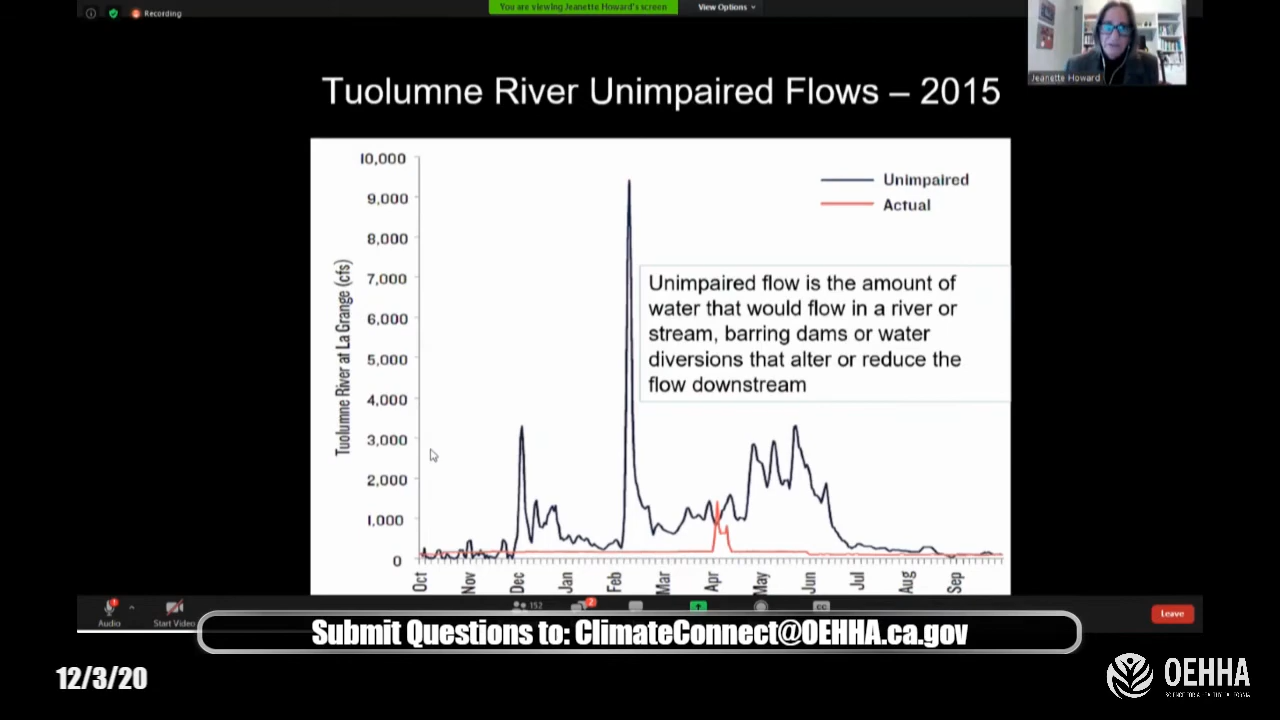 Recording
You are viewing Jeanette Howard's screen
View Options
Jeanette Howard
Tuolumne River Unimpaired Flows – 2015
10,000
9,000
8,000
7,000
6,000
5,000
4,000
3,000
2,000
1,000
0
Tuolumne River at La Grange (cfs)
Unimpaired
Actual
Unimpaired flow is the amount of
water that would flow in a river or
stream, barring dams or water
diversions that alter or reduce the
flow downstream
Oct Nov Dec Jan Feb Mar Apr May Jun Jul Aug Sep
Audio
Start Video
152
2
CC
Leave
Submit Questions to: ClimateConnect@OEHHA.ca.gov
12/3/20
OEHHA